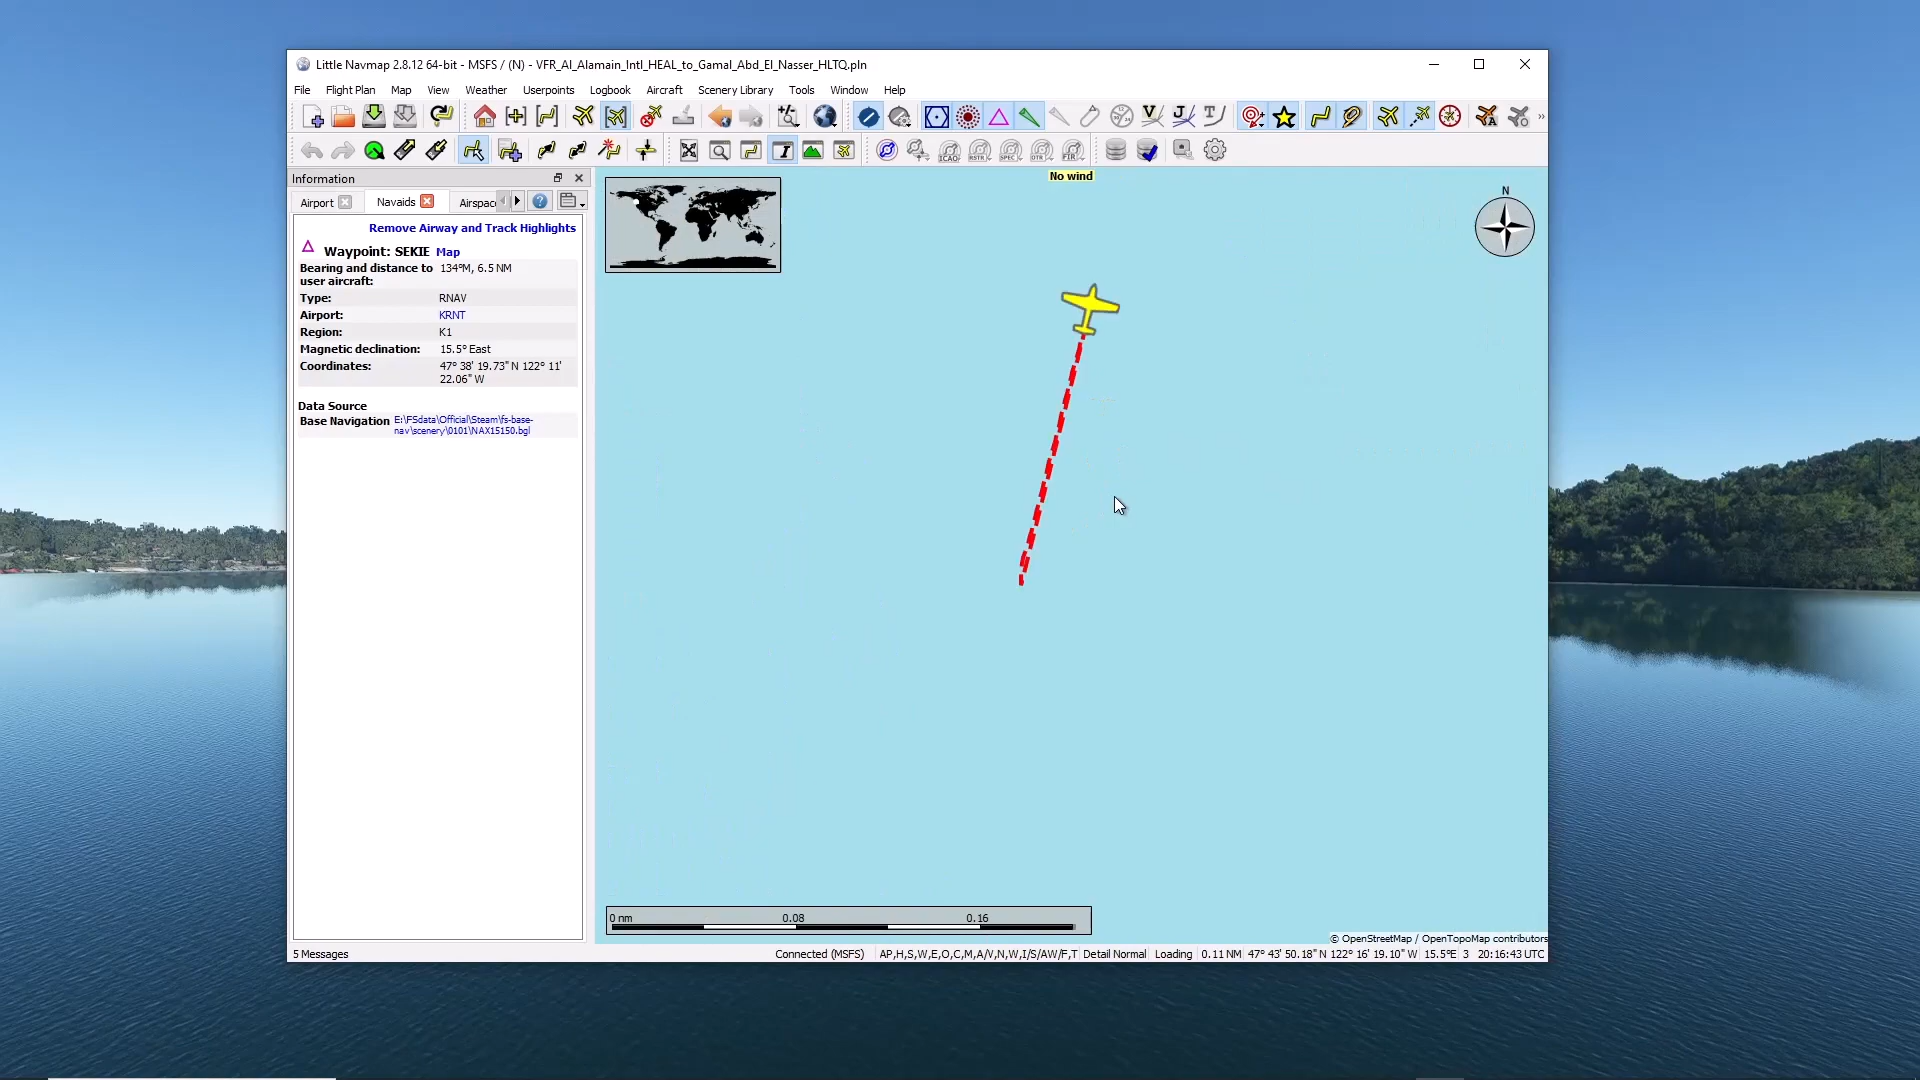 Little Navmap 2.8.12 64-bit - MSFS / (N) - VFR_Al_Alamain_Intl_HEAL_to_Gamal_Abd_El_Nasser_HLTQ.pln
File Flight Plan Map View Weather Userpoints Logbook Aircraft Scenery Library Tools Window Help
V J T
»
I ICAO RSTR SPEC OTR FIR
Information
No wind
N
Airport Navaids Airspac
Remove Airway and Track Highlights
Waypoint: SEKIE Map
Bearing and distance to user aircraft: 134°M, 6.5 NM
Type: RNAV
Airport: KRNT
Region: K1
Magnetic declination: 15.5° East
Coordinates: 47° 38' 19.73" N 122° 11' 22.06" W
Data Source
Base Navigation E:\FSdata\Official\Steam\fs-base-nav\scenery\0101\NAX15150.bgl
0 nm 0.08 0.16
© OpenStreetMap / OpenTopoMap contributors
5 Messages Connected (MSFS) AP,H,S,W,E,O,C,M,A/V,N,W,I/S/AW/F,T Detail Normal Loading 0.11 NM 47° 43' 50.18" N 122° 16' 19.10" W 15.5°E 3 20:16:43 UTC